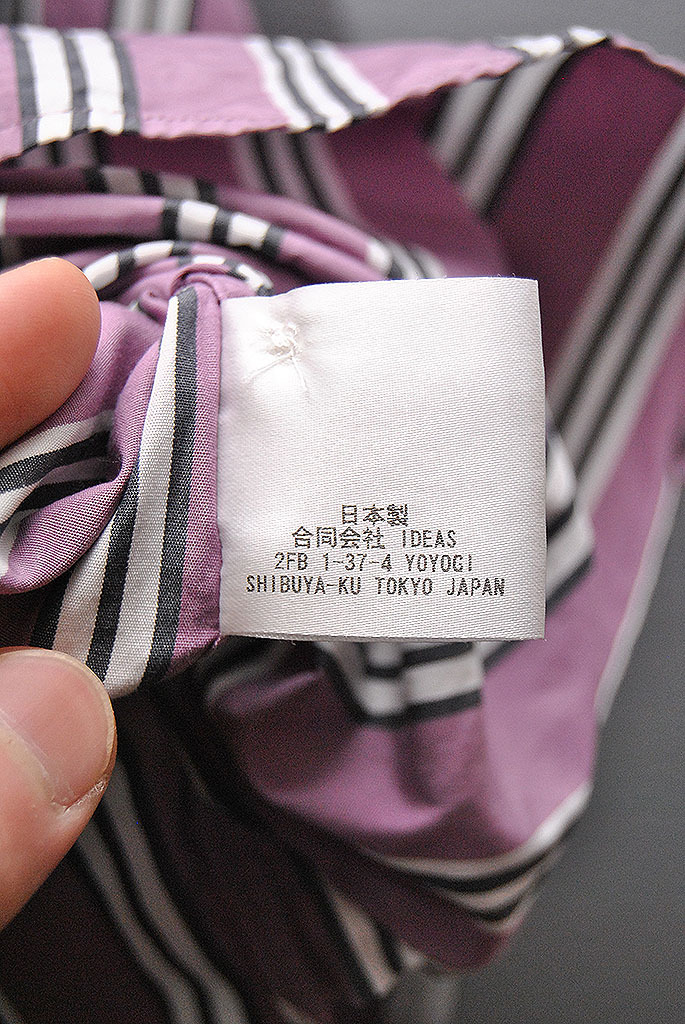 日本製
合同会社 IDEAS
2FB 1-37-4 YOYOGI
SHIBUYA-KU TOKYO JAPAN